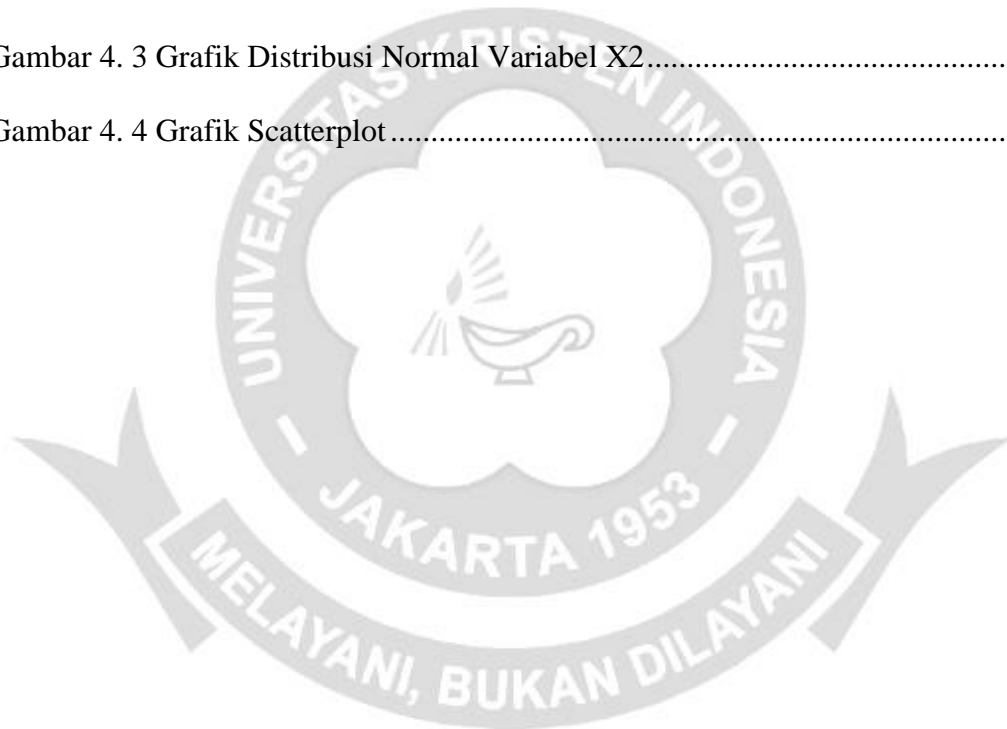 Gambar 4. 3 Grafik Distribusi Normal Variabel X2.......................................
Gambar 4. 4 Grafik Scatterplot....................................................................
UNIVERSITAS KRISTEN INDONESIA
- JAKARTA 1953 -
MELAYANI, BUKAN DILAYANI